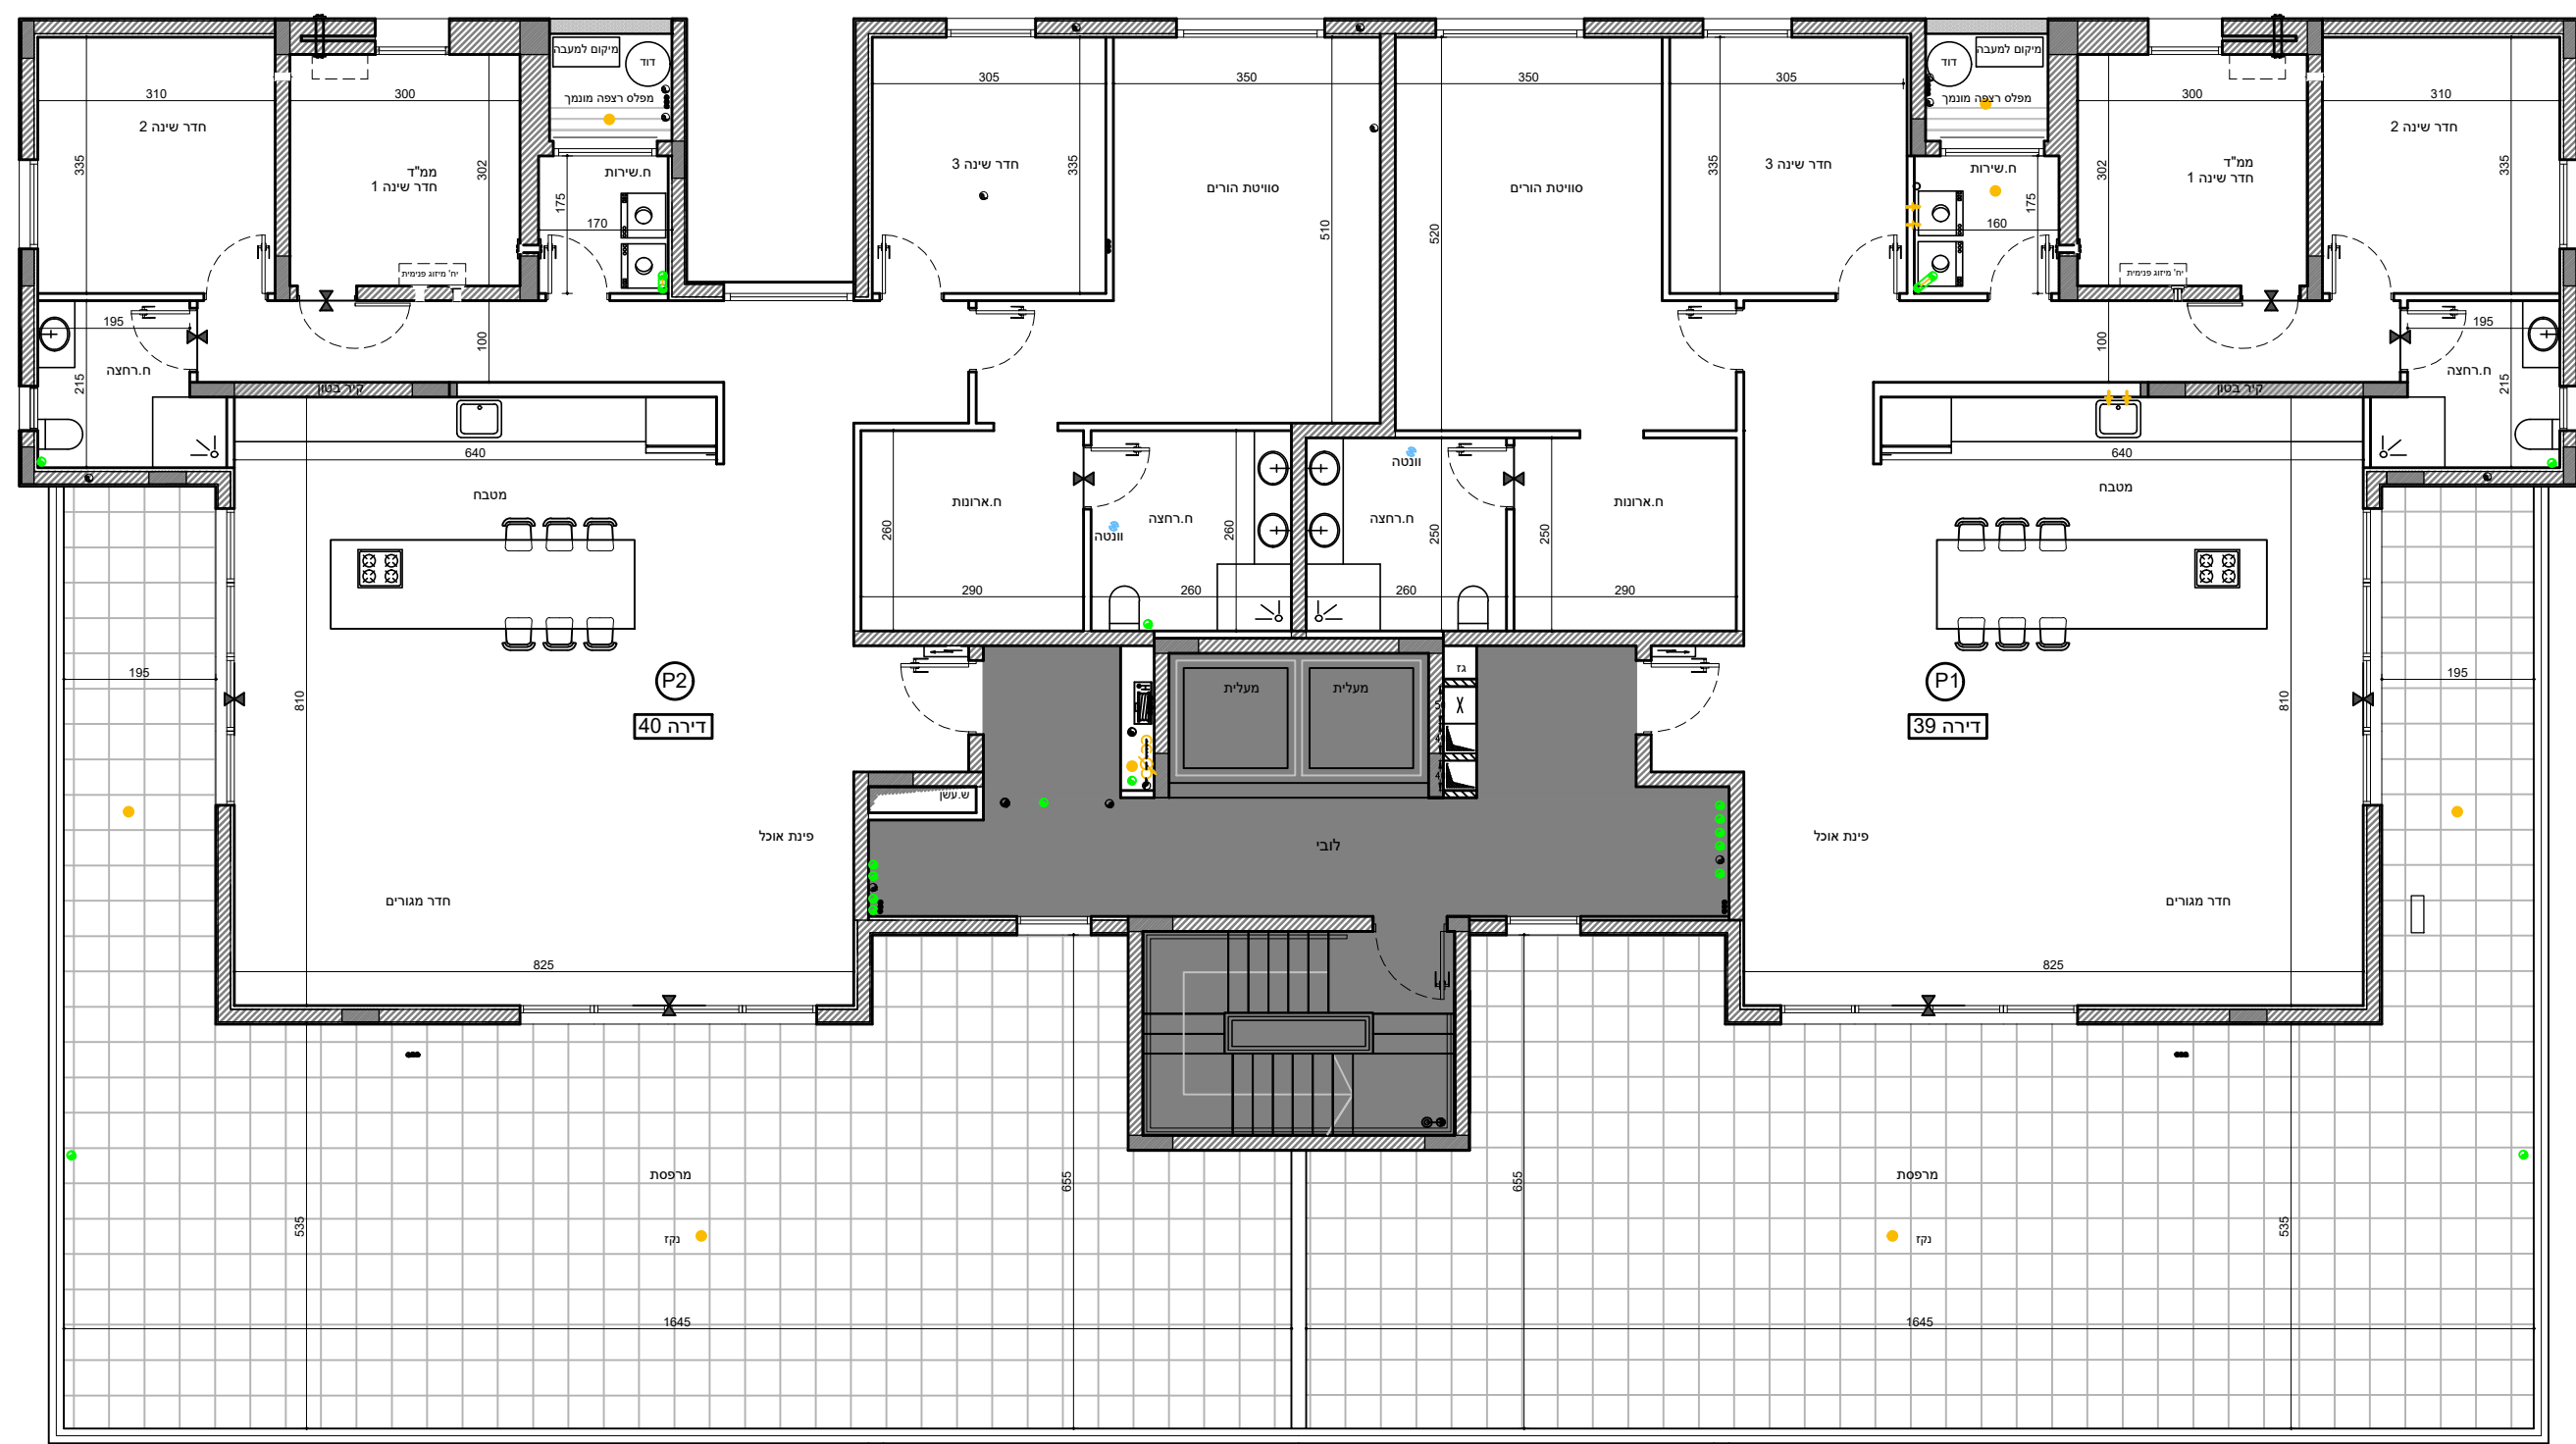 מיקום למעבה
דוד
מפלס רצפה מונמך
310
300
305
350
350
305
מיקום למעבה
דוד
מפלס רצפה מונמך
300
310
חדר שינה 2
335
ממ"ד
חדר שינה 1
302
ח.שירות
175
170
חדר שינה 3
335
סוויטת הורים
510
520
סוויטת הורים
335
חדר שינה 3
ח.שירות
175
160
302
ממ"ד
חדר שינה 1
חדר שינה 2
335
יח' מיזוג פנימית
יח' מיזוג פנימית
195
ח.רחצה
215
100
קיר בטון
100
קיר בטון
195
ח.רחצה
215
640
מטבח
640
מטבח
ח.ארונות
260
290
וונטה
ח.רחצה
260
260
וונטה
ח.רחצה
250
260
ח.ארונות
250
290
195
810
P2
דירה 40
פינת אוכל
חדר מגורים
825
ש.עשן
מעלית
מעלית
גז
לובי
P1
דירה 39
פינת אוכל
חדר מגורים
825
810
195
מרפסת
נקז
535
655
1645
מרפסת
נקז
655
535
1645